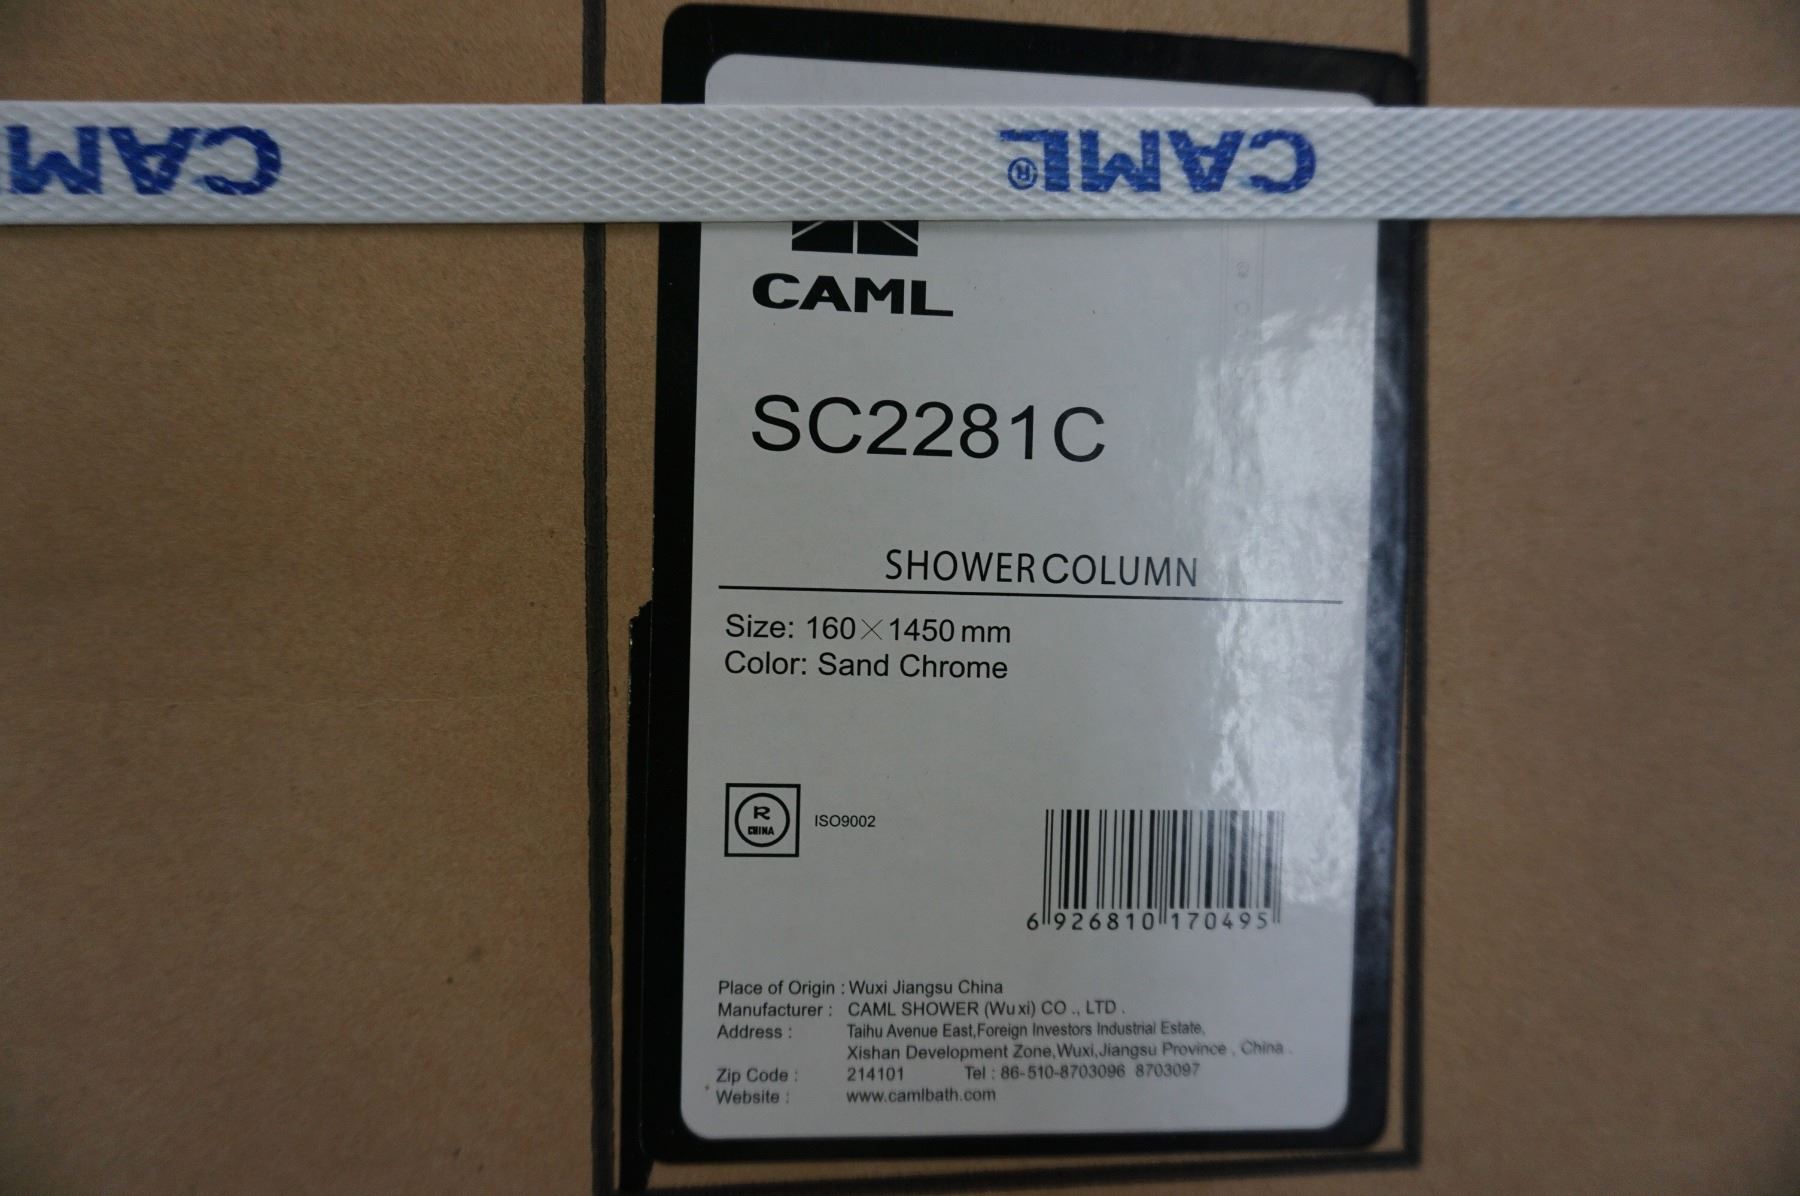 CAML
CAML®
CAML
SC2281C
SHOWER COLUMN
Size: 160×1450 mm
Color: Sand Chrome
R
CHINA
ISO9002
6 926810 170495
Place of Origin : Wuxi Jiangsu China
Manufacturer : CAML SHOWER (Wuxi) CO ., LTD .
Address : Taihu Avenue East,Foreign Investors Industrial Estate,
Xishan Development Zone,Wuxi,Jiangsu Province , China .
Zip Code : 214101 Tel : 86-510-8703096 8703097
Website : www.camlbath.com